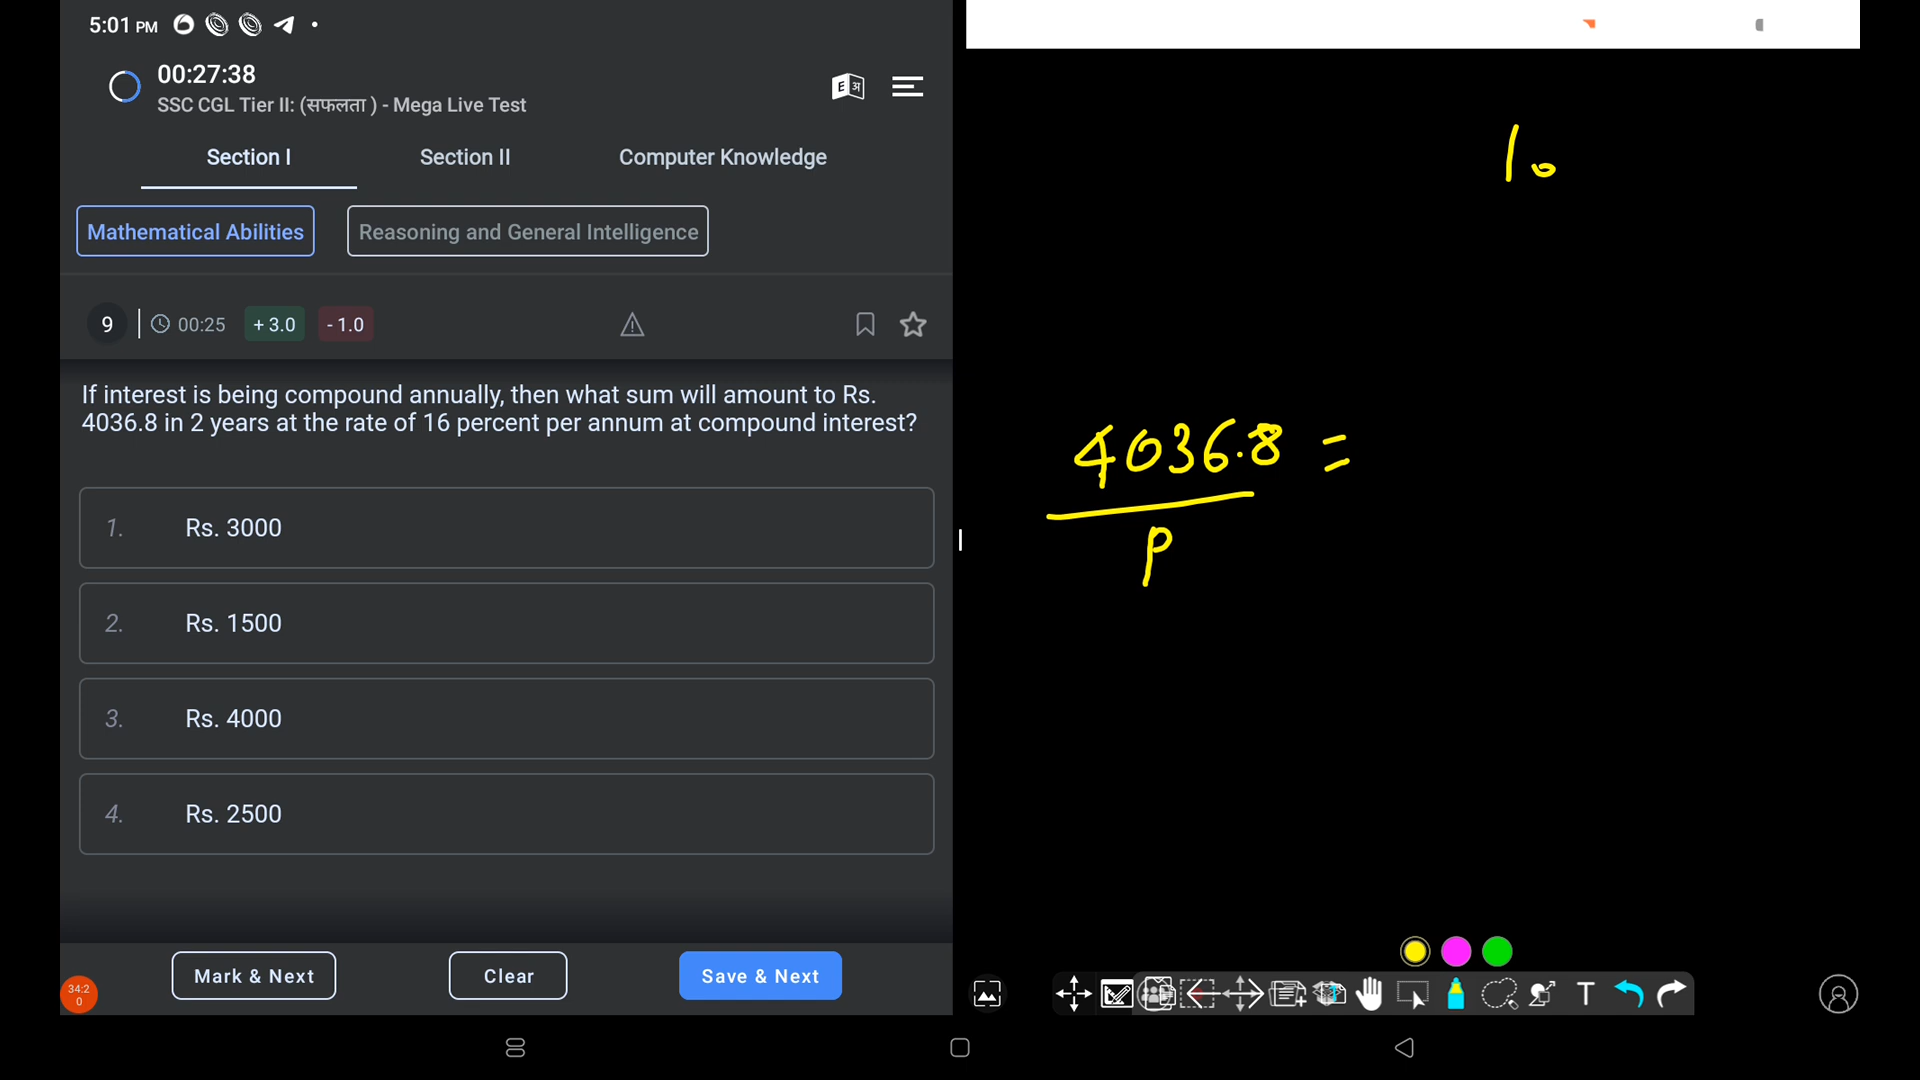 5:01 PM
00:27:38
SSC CGL Tier II: (सफलता ) - Mega Live Test
E अ
Section I Section II Computer Knowledge
Mathematical Abilities Reasoning and General Intelligence
9 00:25 + 3.0 - 1.0
If interest is being compound annually, then what sum will amount to Rs.
4036.8 in 2 years at the rate of 16 percent per annum at compound interest?
1. Rs. 3000
2. Rs. 1500
3. Rs. 4000
4. Rs. 2500
Mark & Next Clear Save & Next
34:2
0
10
4036.8 =
P
T